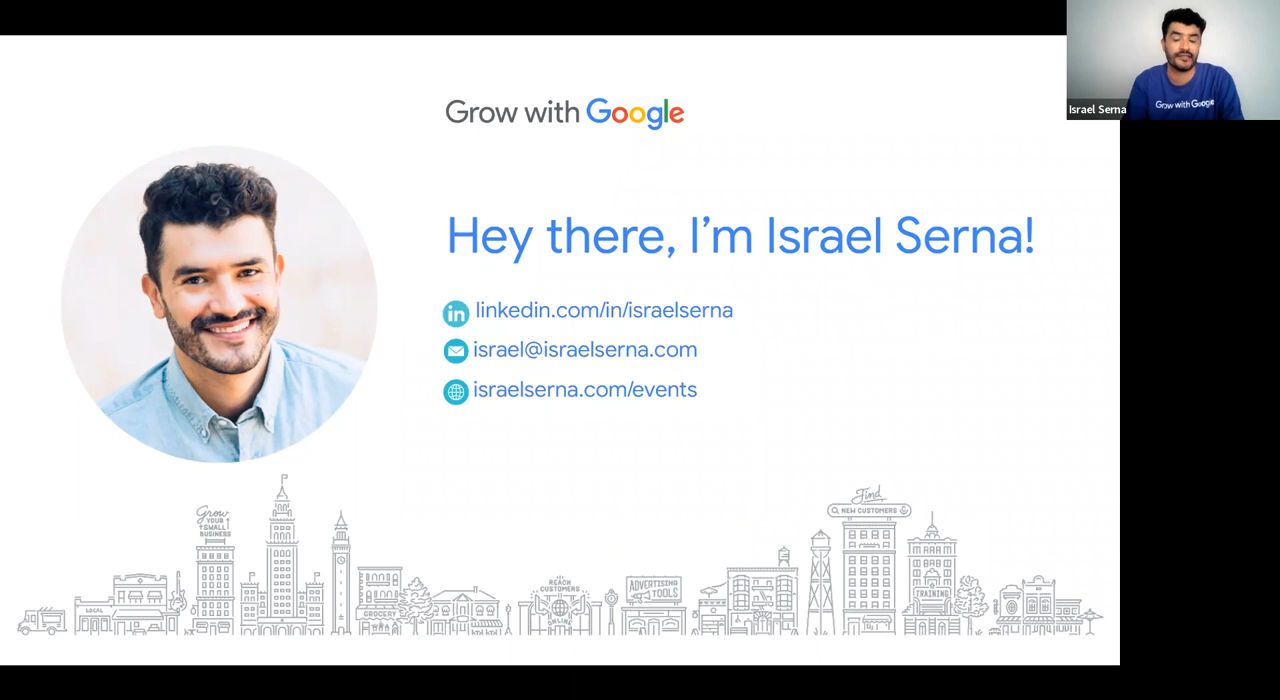 Grow with Google
Israel Serna
Grow with Google
Hey there, I'm Israel Serna!
in linkedin.com/in/israelserna
israel@israelserna.com
israelserna.com/events
Grow
YOUR
SMALL
BUSINESS
Find
NEW CUSTOMERS
LOCAL
GROCERY
REACH
CUSTOMERS
ONLINE
ADVERTISING
TOOLS
TRAINING